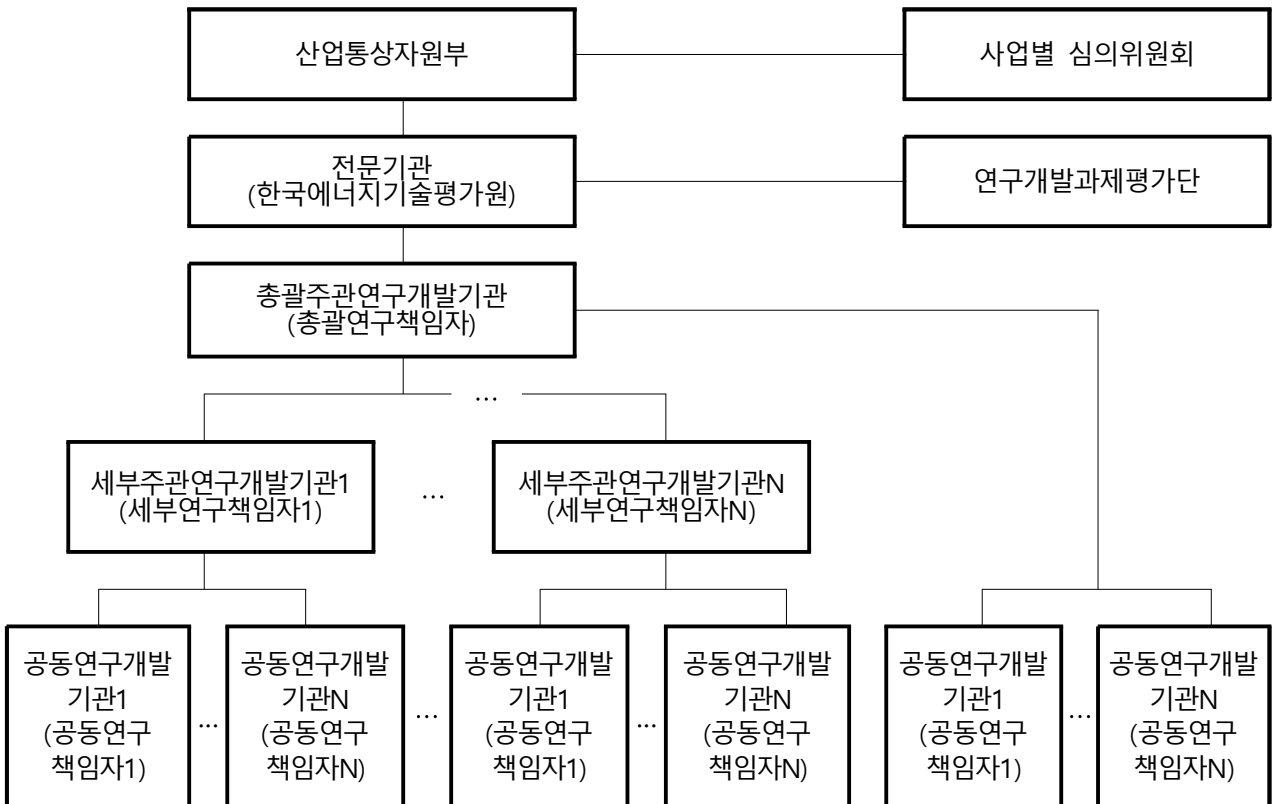 산업통상자원부
사업별 심의위원회
전문기관
(한국에너지기술평가원)
연구개발과제평가단
총괄주관연구개발기관
(총괄연구책임자)
...
세부주관연구개발기관1
(세부연구책임자1)
...
세부주관연구개발기관N
(세부연구책임자N)
공동연구개발
기관1
(공동연구
책임자1)
...
공동연구개발
기관N
(공동연구
책임자N)
...
공동연구개발
기관1
(공동연구
책임자1)
...
공동연구개발
기관N
(공동연구
책임자N)
공동연구개발
기관1
(공동연구
책임자1)
...
공동연구개발
기관N
(공동연구
책임자N)